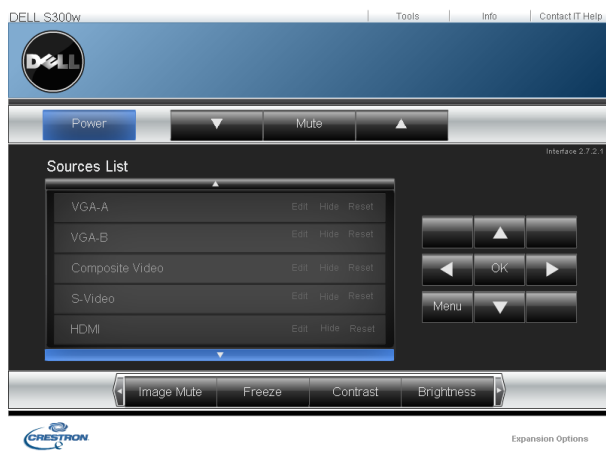 DELL S300w
Tools
Info
Contact IT Help
DELL
Power
Mute
Interface 2.7.2.1
Sources List
VGA-A Edit Hide Reset
VGA-B Edit Hide Reset
Composite Video Edit Hide Reset
S-Video Edit Hide Reset
HDMI Edit Hide Reset
OK
Menu
Image Mute
Freeze
Contrast
Brightness
CRESTRON
Expansion Options